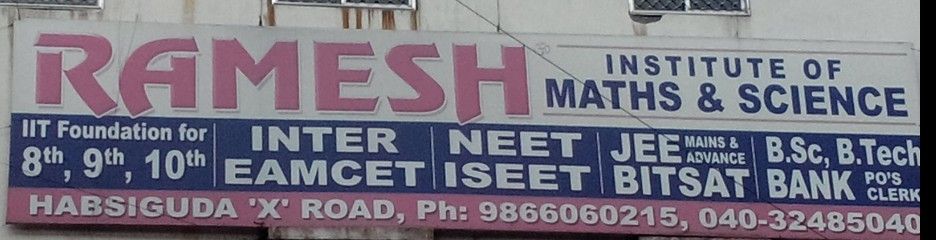 RAMESH
INSTITUTE OF
MATHS & SCIENCE
IIT Foundation for
8th, 9th, 10th
INTER
EAMCET
NEET
ISEET
JEE MAINS & ADVANCE
BITSAT
B.Sc, B.Tech
BANK PO'S CLERK
HABSIGUDA 'X' ROAD, Ph: 9866060215, 040-32485040